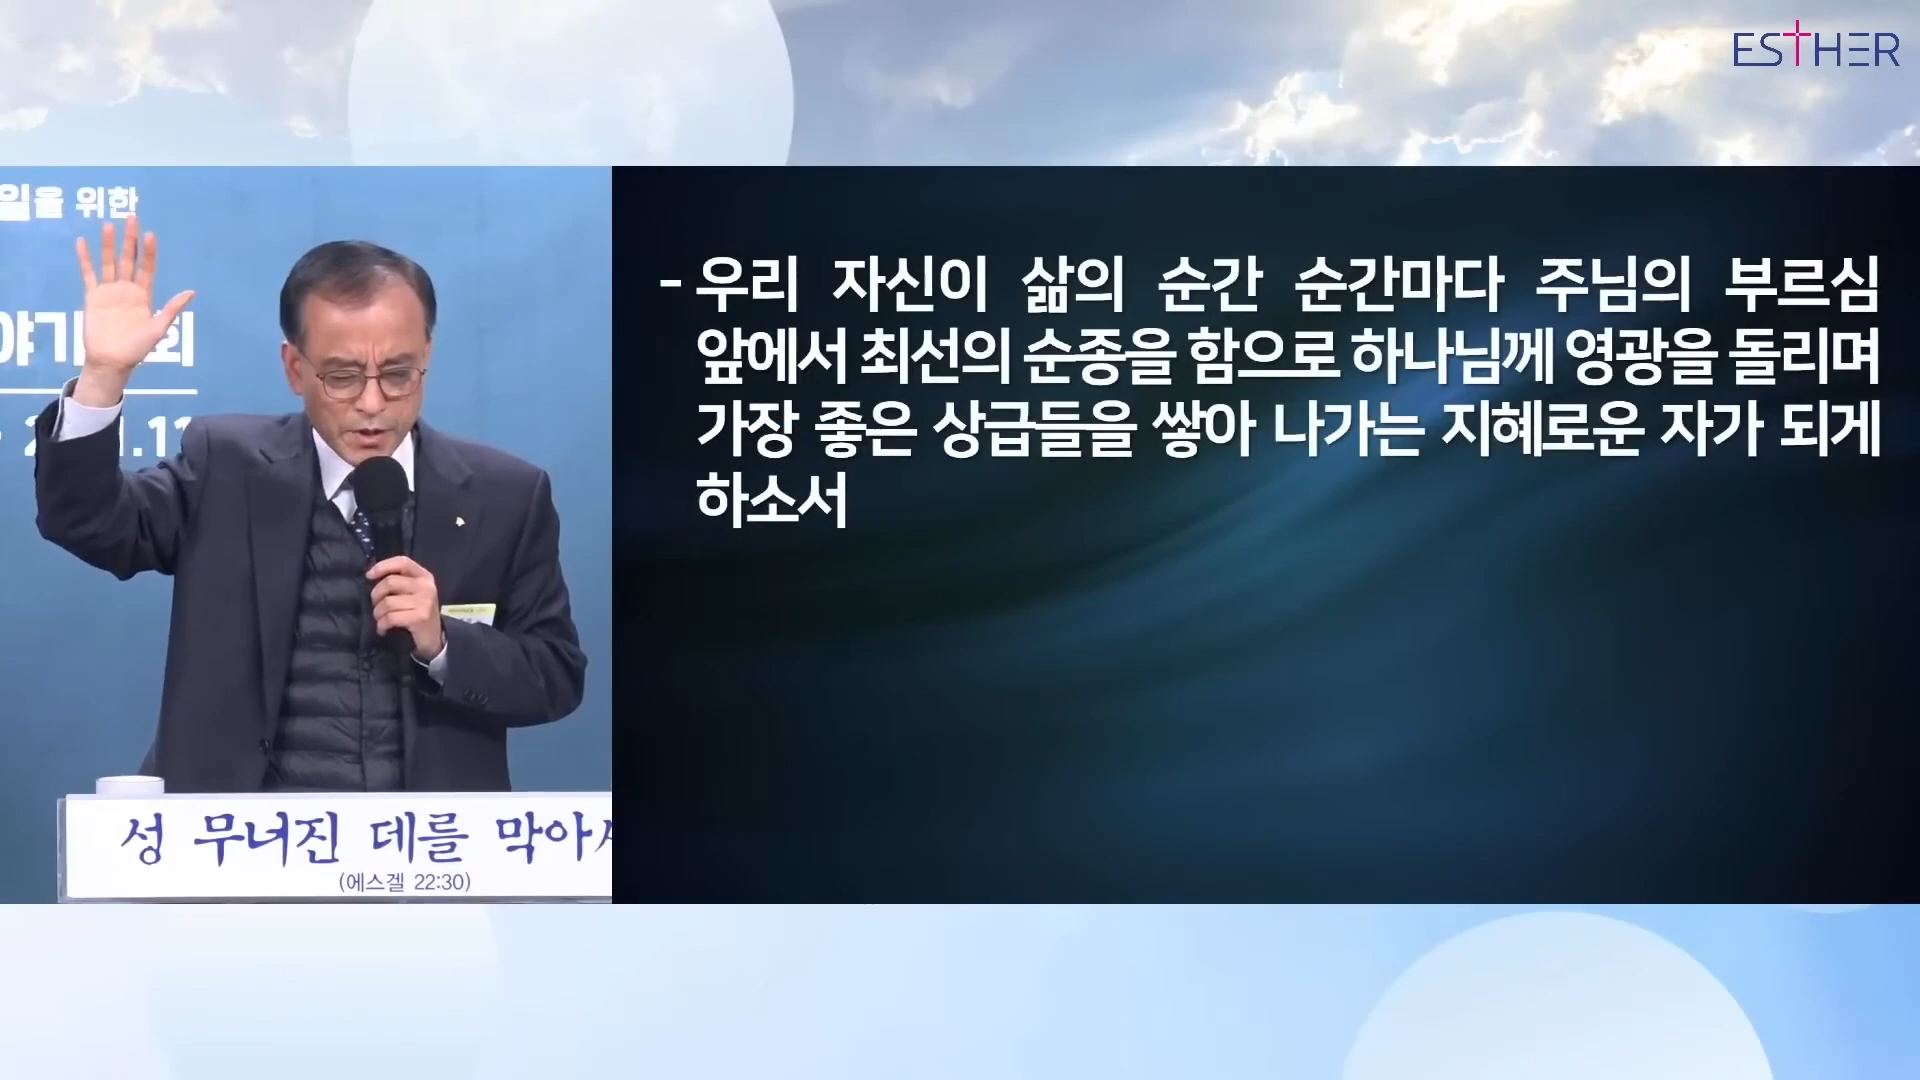 ESTHER
일을 위한
- 우리 자신이 삶의 순간 순간마다 주님의 부르심
앞에서 최선의 순종을 함으로 하나님께 영광을 돌리며
가장 좋은 상급들을 쌓아 나가는 지혜로운 자가 되게
하소서
성 무너진 데를 막아
(에스겔 22:30)